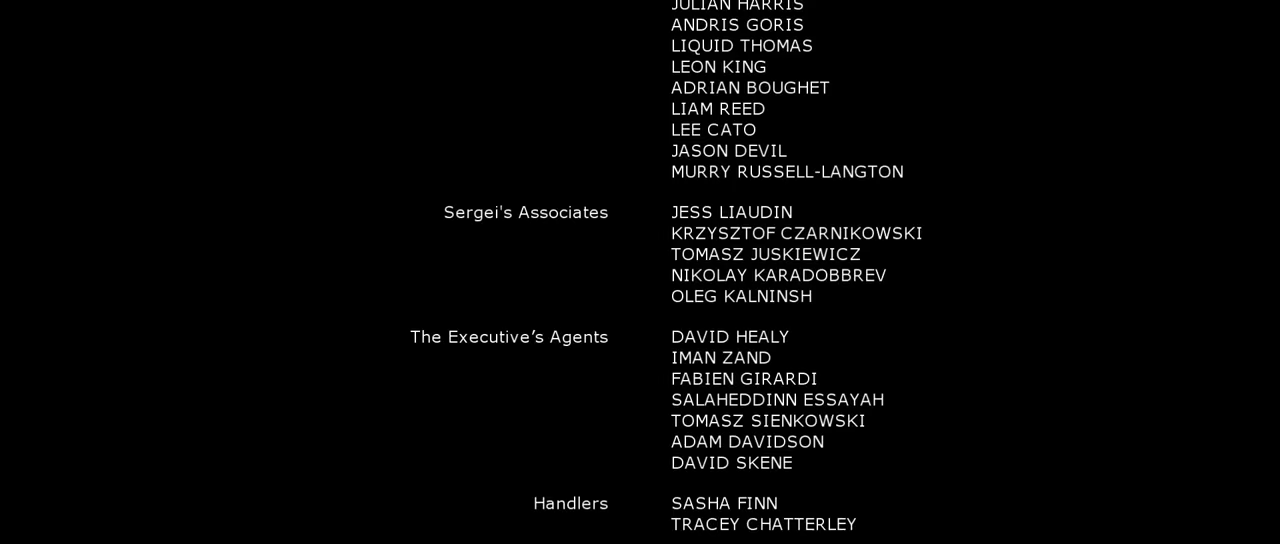 JULIAN HARRIS
ANDRIS GORIS
LIQUID THOMAS
LEON KING
ADRIAN BOUGHET
LIAM REED
LEE CATO
JASON DEVIL
MURRY RUSSELL-LANGTON
Sergei's Associates JESS LIAUDIN
KRZYSZTOF CZARNIKOWSKI
TOMASZ JUSKIEWICZ
NIKOLAY KARADOBBREV
OLEG KALNINSH
The Executive’s Agents DAVID HEALY
IMAN ZAND
FABIEN GIRARDI
SALAHEDDINN ESSAYAH
TOMASZ SIENKOWSKI
ADAM DAVIDSON
DAVID SKENE
Handlers SASHA FINN
TRACEY CHATTERLEY